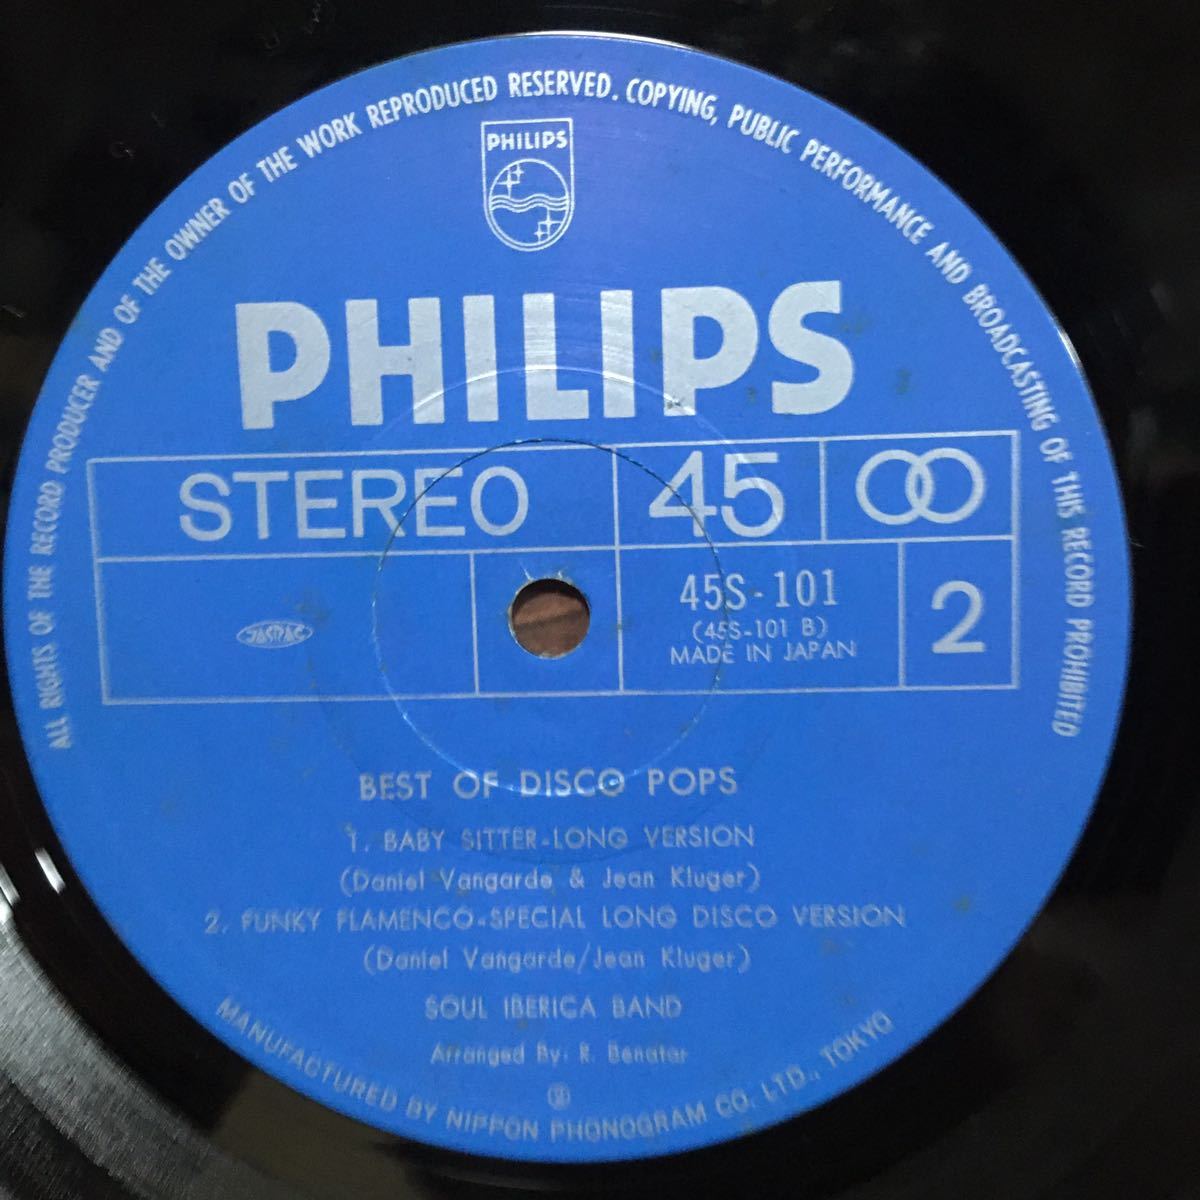 ALL RIGHTS OF THE RECORD PRODUCER AND OF THE OWNER OF THE WORK REPRODUCED RESERVED. COPYING, PUBLIC PERFORMANCE AND BROADCASTING OF THIS RECORD PROHIBITED
PHILIPS
PHILIPS
STEREO 45
JASRAC
45S-101
(45S-101 B)
MADE IN JAPAN
2
BEST OF DISCO POPS
1. BABY SITTER-LONG VERSION
(Daniel Vangarde & Jean Kluger)
2. FUNKY FLAMENCO-SPECIAL LONG DISCO VERSION
(Daniel Vangarde/Jean Kluger)
SOUL IBERICA BAND
Arranged By: R. Benatar
MANUFACTURED BY NIPPON PHONOGRAM CO. LTD., TOKYO